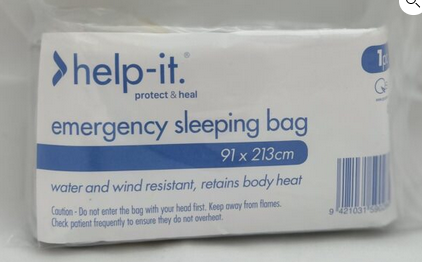 help-it.
protect & heal
emergency sleeping bag
91 x 213cm
water and wind resistant, retains body heat
Caution - Do not enter the bag with your head first. Keep away from flames.
Check patient frequently to ensure they do not overheat.